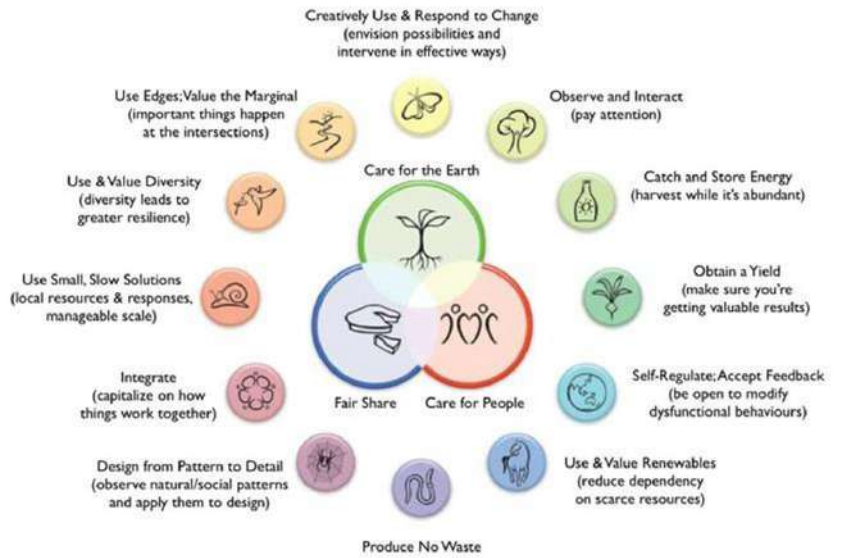 Creatively Use & Respond to Change
(envision possibilities and
intervene in effective ways)
Observe and Interact
(pay attention)
Catch and Store Energy
(harvest while it's abundant)
Obtain a Yield
(make sure you're
getting valuable results)
Self-Regulate; Accept Feedback
(be open to modify
dysfunctional behaviours)
Use & Value Renewables
(reduce dependency
on scarce resources)
Produce No Waste
Design from Pattern to Detail
(observe natural/social patterns
and apply them to design)
Integrate
(capitalize on how
things work together)
Use Small, Slow Solutions
(local resources & responses,
manageable scale)
Use & Value Diversity
(diversity leads to
greater resilience)
Use Edges; Value the Marginal
(important things happen
at the intersections)
Care for the Earth
Fair Share
Care for People